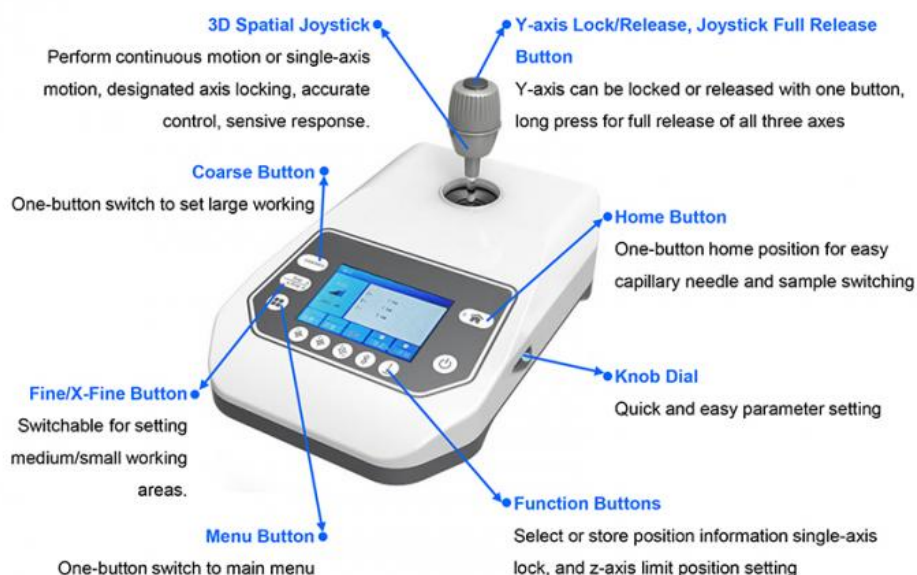 3D Spatial Joystick
Perform continuous motion or single-axis
motion, designated axis locking, accurate
control, sensive response.
Y-axis Lock/Release, Joystick Full Release
Button
Y-axis can be locked or released with one button,
long press for full release of all three axes
Coarse Button
One-button switch to set large working
Home Button
One-button home position for easy
capillary needle and sample switching
Fine/X-Fine Button
Switchable for setting
medium/small working
areas.
Knob Dial
Quick and easy parameter setting
Menu Button
One-button switch to main menu
Function Buttons
Select or store position information single-axis
lock, and z-axis limit position setting